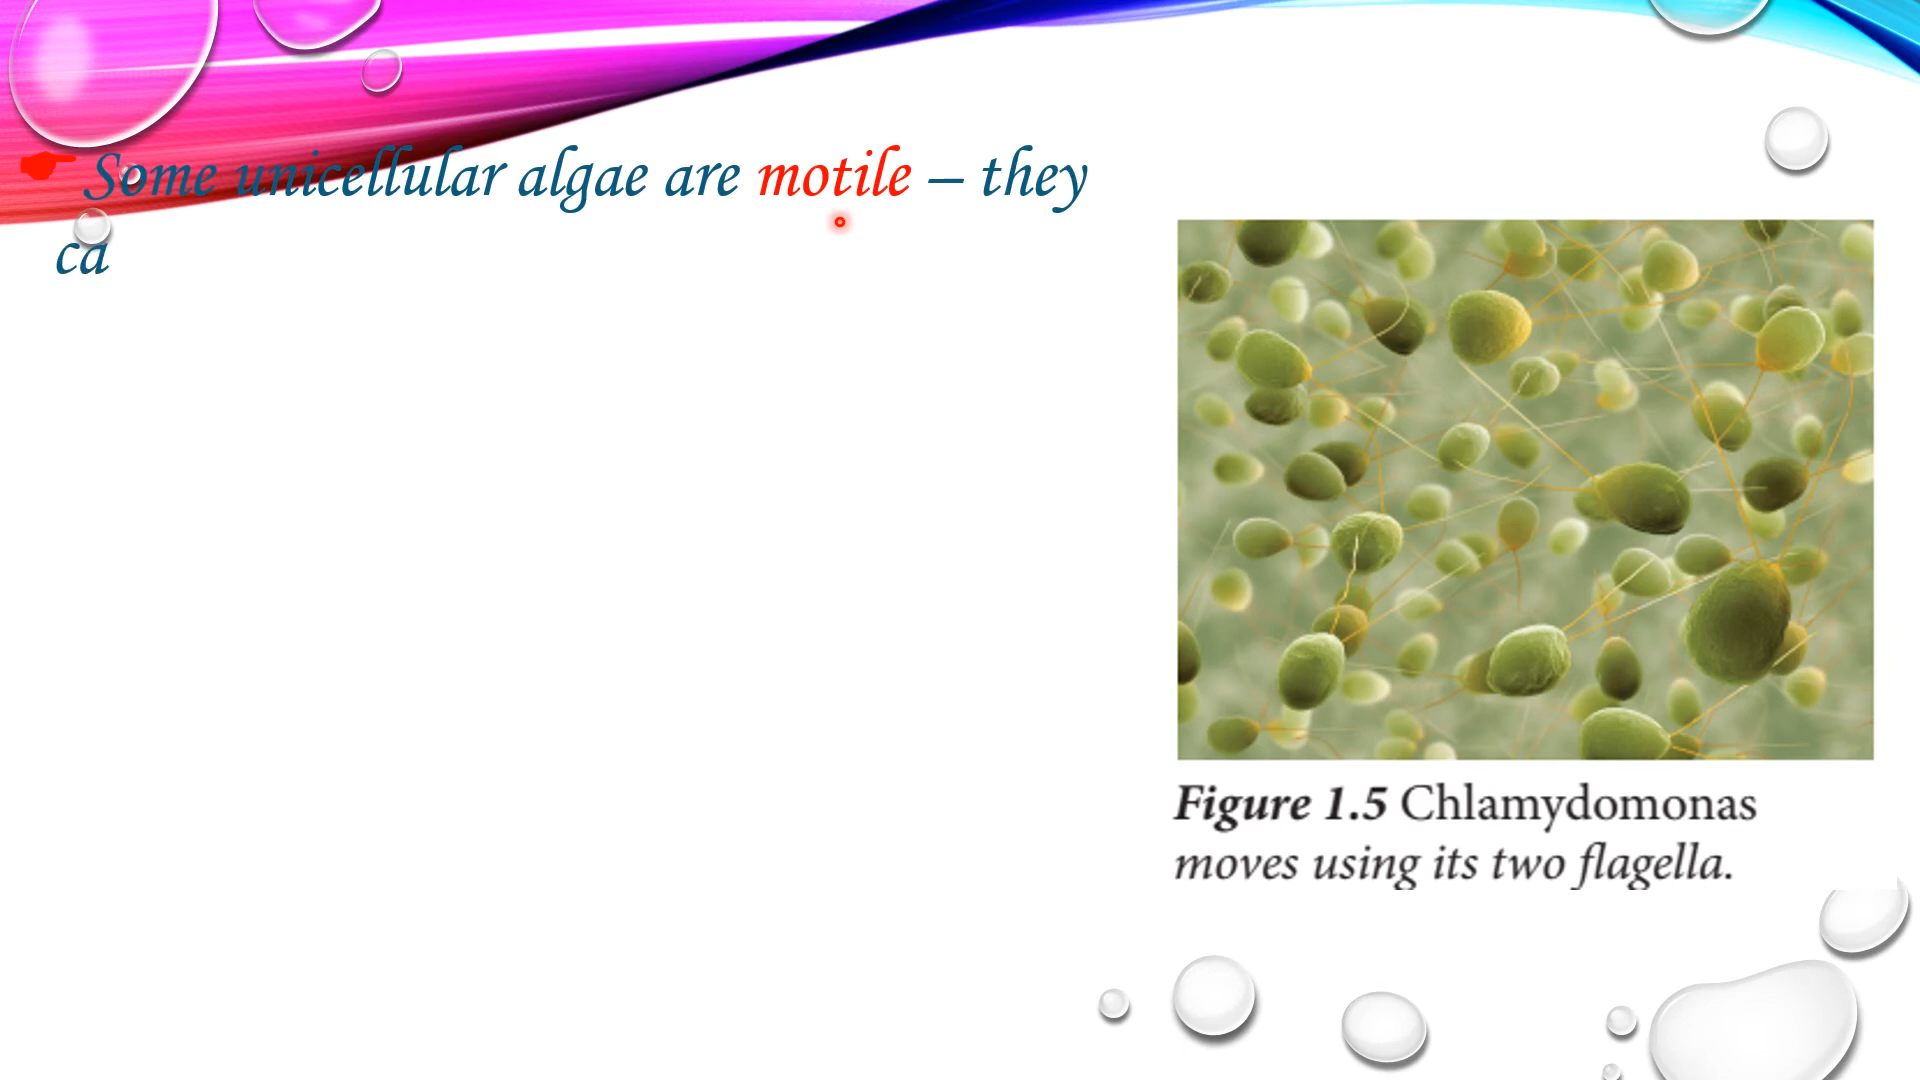 Some unicellular algae are motile – they
ca
Figure 1.5 Chlamydomonas
moves using its two flagella.